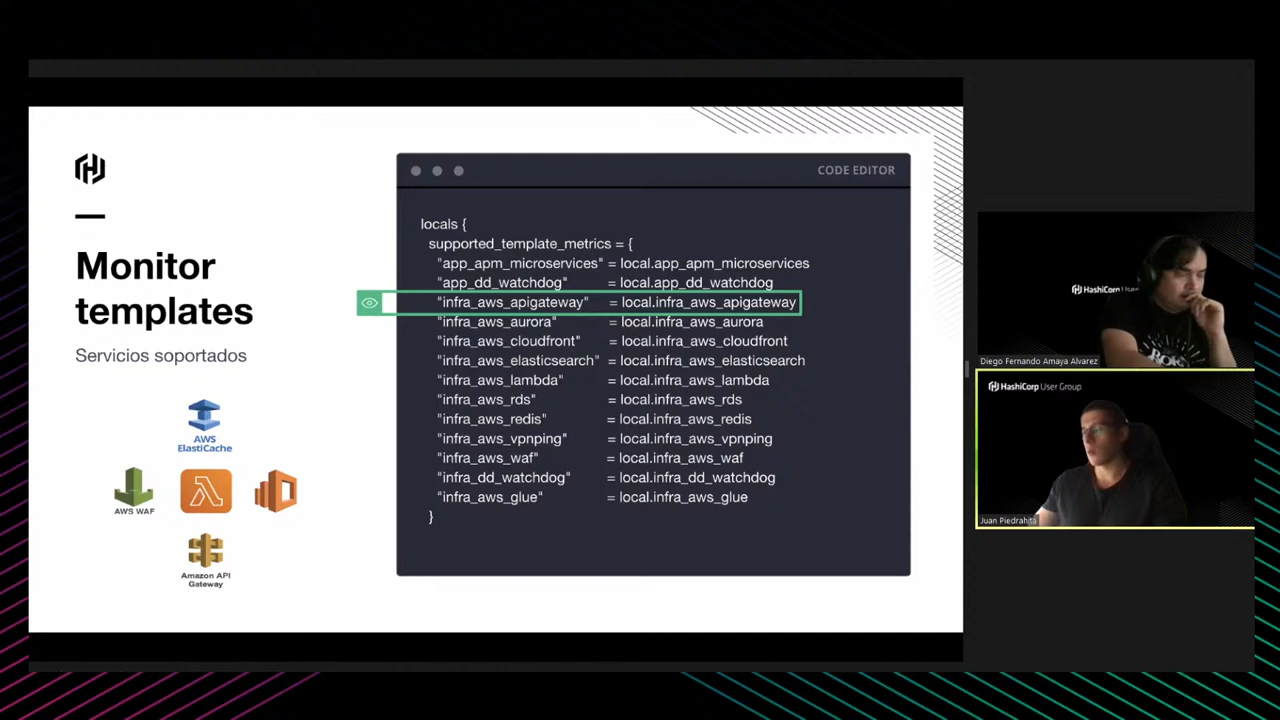 Monitor
templates
Servicios soportados
AWS
ElastiCache
AWS WAF
Amazon API
Gateway
CODE EDITOR
locals {
supported_template_metrics = {
"app_apm_microservices" = local.app_apm_microservices
"app_dd_watchdog" = local.app_dd_watchdog
"infra_aws_apigateway" = local.infra_aws_apigateway
"infra_aws_aurora" = local.infra_aws_aurora
"infra_aws_cloudfront" = local.infra_aws_cloudfront
"infra_aws_elasticsearch" = local.infra_aws_elasticsearch
"infra_aws_lambda" = local.infra_aws_lambda
"infra_aws_rds" = local.infra_aws_rds
"infra_aws_redis" = local.infra_aws_redis
"infra_aws_vpnping" = local.infra_aws_vpnping
"infra_aws_waf" = local.infra_aws_waf
"infra_dd_watchdog" = local.infra_dd_watchdog
"infra_aws_glue" = local.infra_aws_glue
}
HashiCorp
Diego Fernando Amaya Alvarez
HashiCorp User Group
Juan Piedrahita